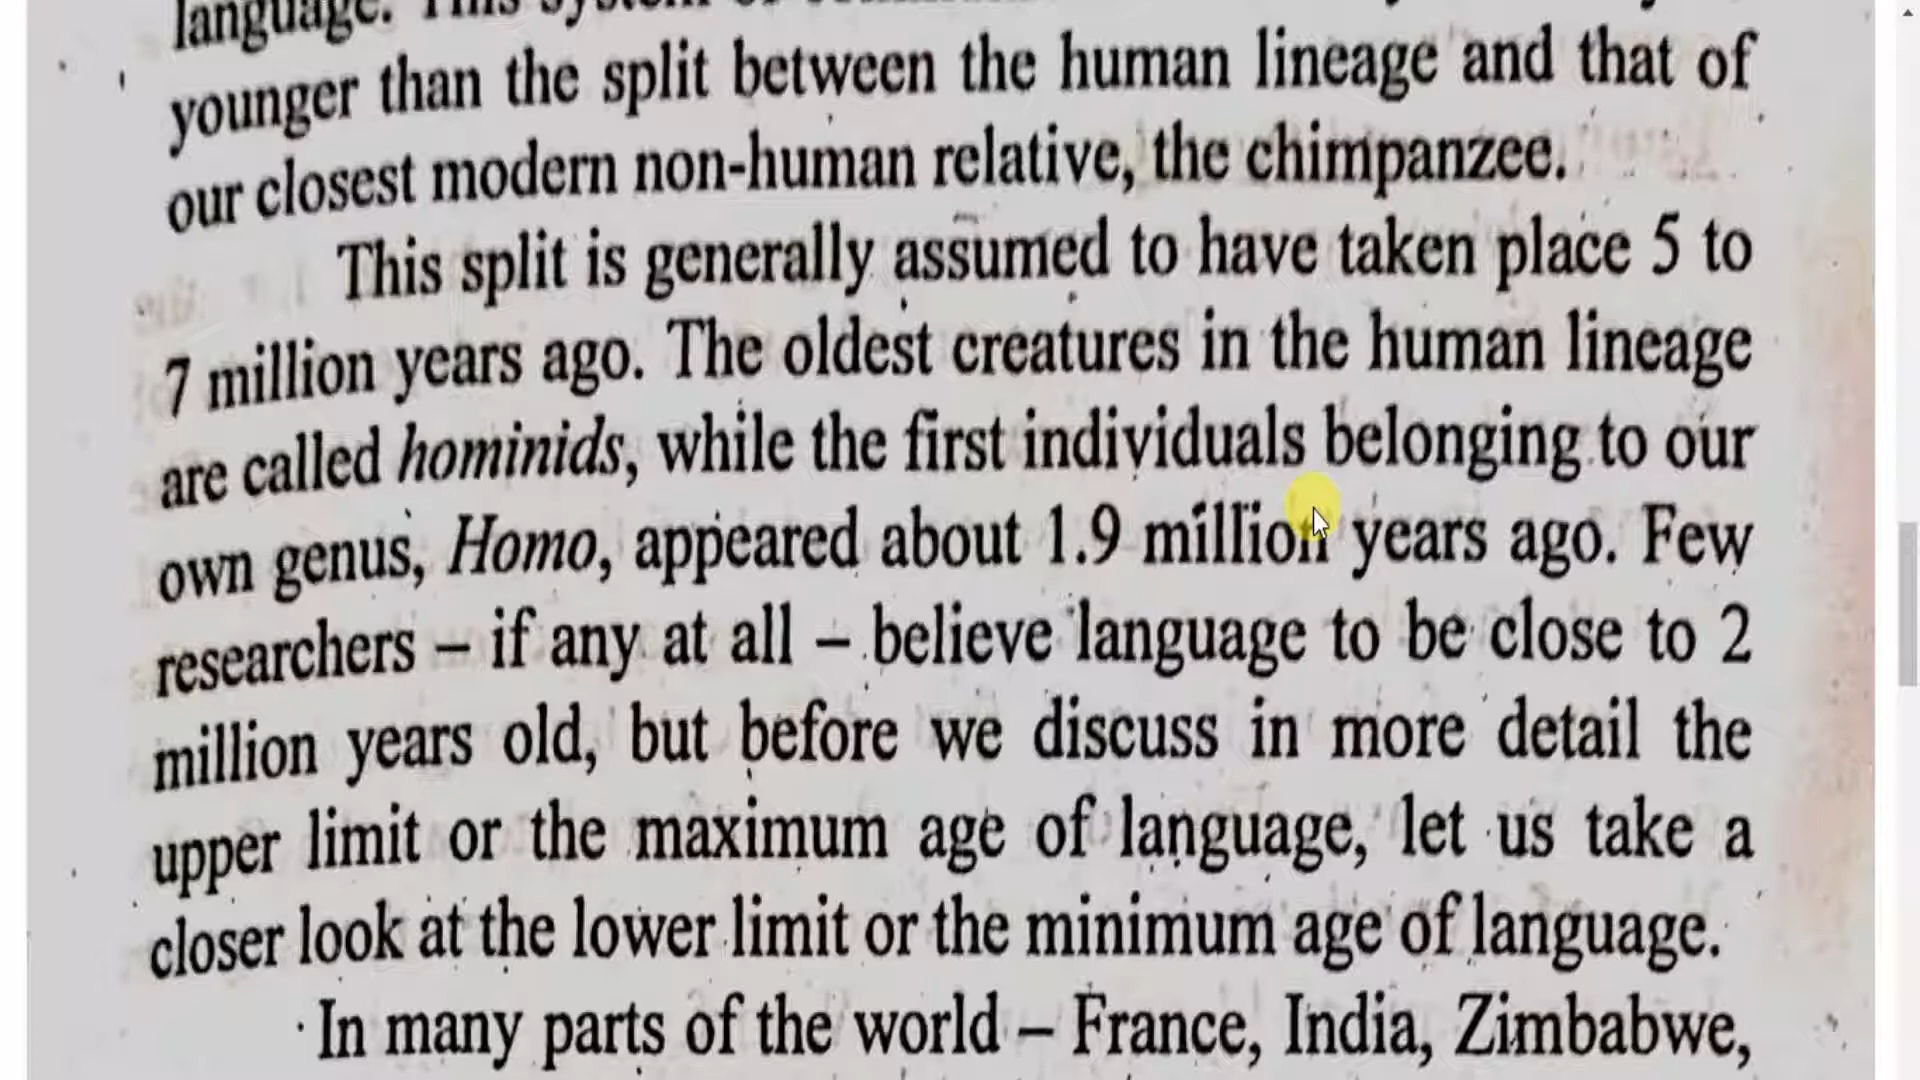 language. This system of
younger than the split between the human lineage and that of
our closest modern non-human relative, the chimpanzee.
This split is generally assumed to have taken place 5 to
7 million years ago. The oldest creatures in the human lineage
are called hominids, while the first individuals belonging to our
own genus, Homo, appeared about 1.9 million years ago. Few
researchers – if any at all – believe language to be close to 2
million years old, but before we discuss in more detail the
upper limit or the maximum age of language, let us take a
closer look at the lower limit or the minimum age of language.
In many parts of the world – France, India, Zimbabwe,